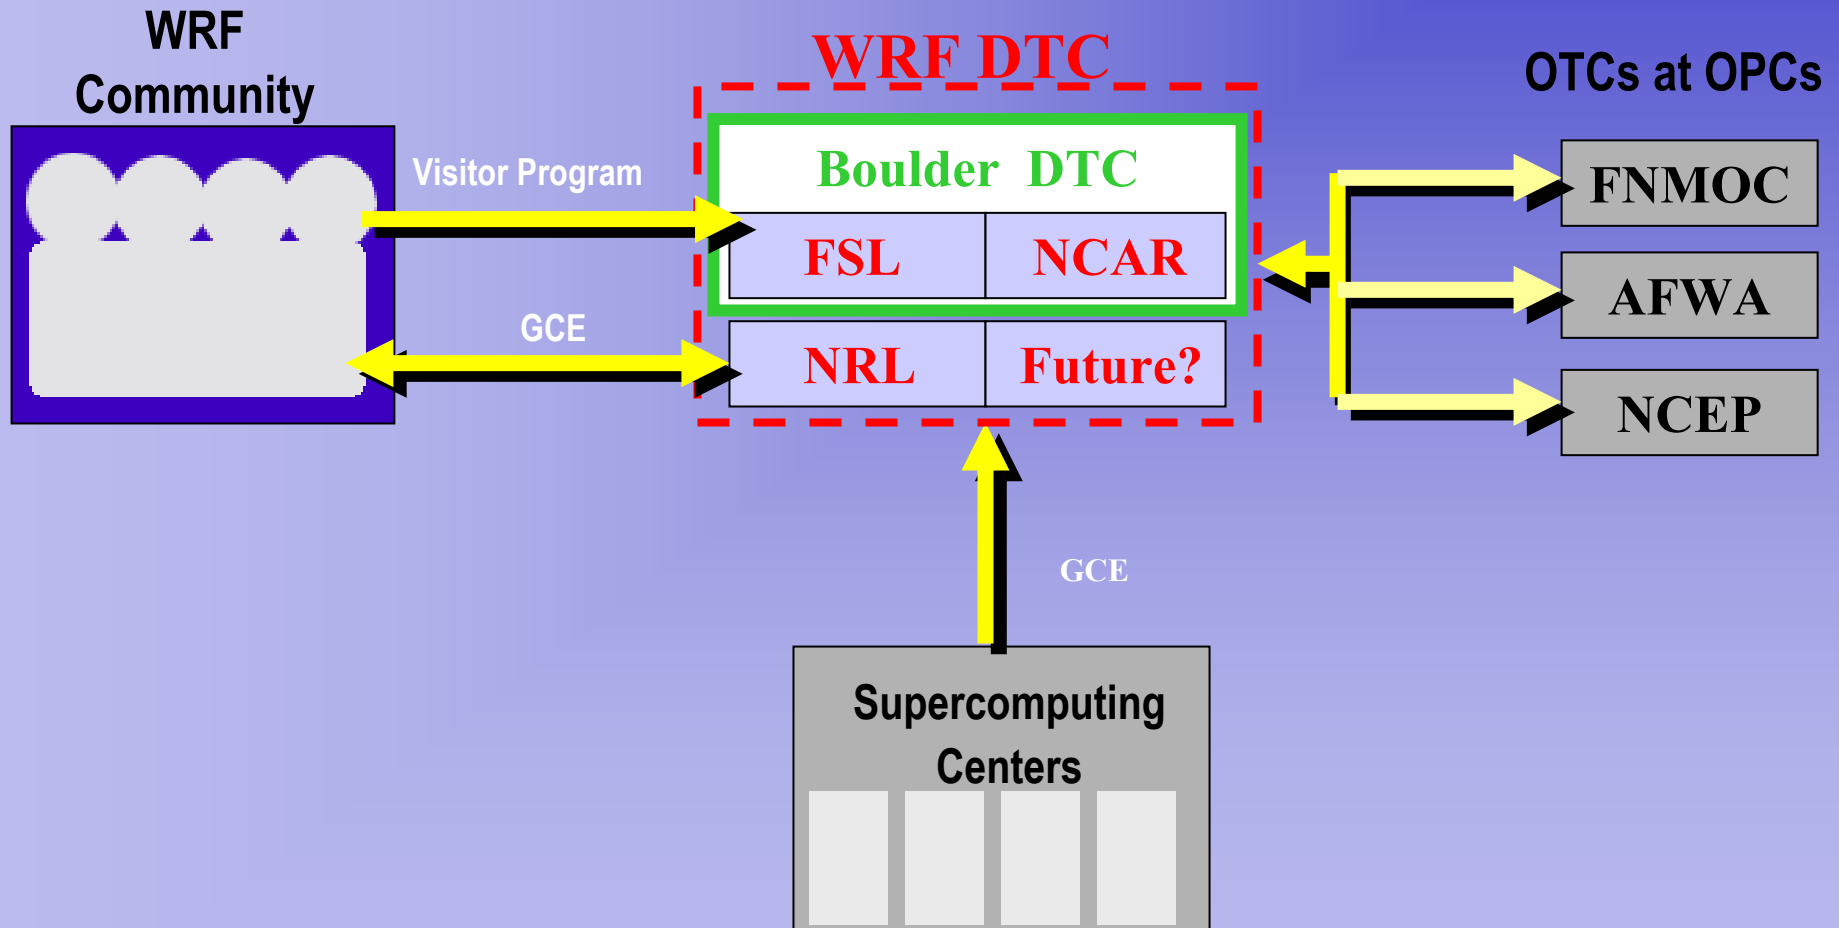 WRF
Community
WRF DTC
OTCs at OPCs
Visitor Program
Boulder DTC
FSL
NCAR
GCE
NRL
Future?
FNMOC
AFWA
NCEP
GCE
Supercomputing
Centers